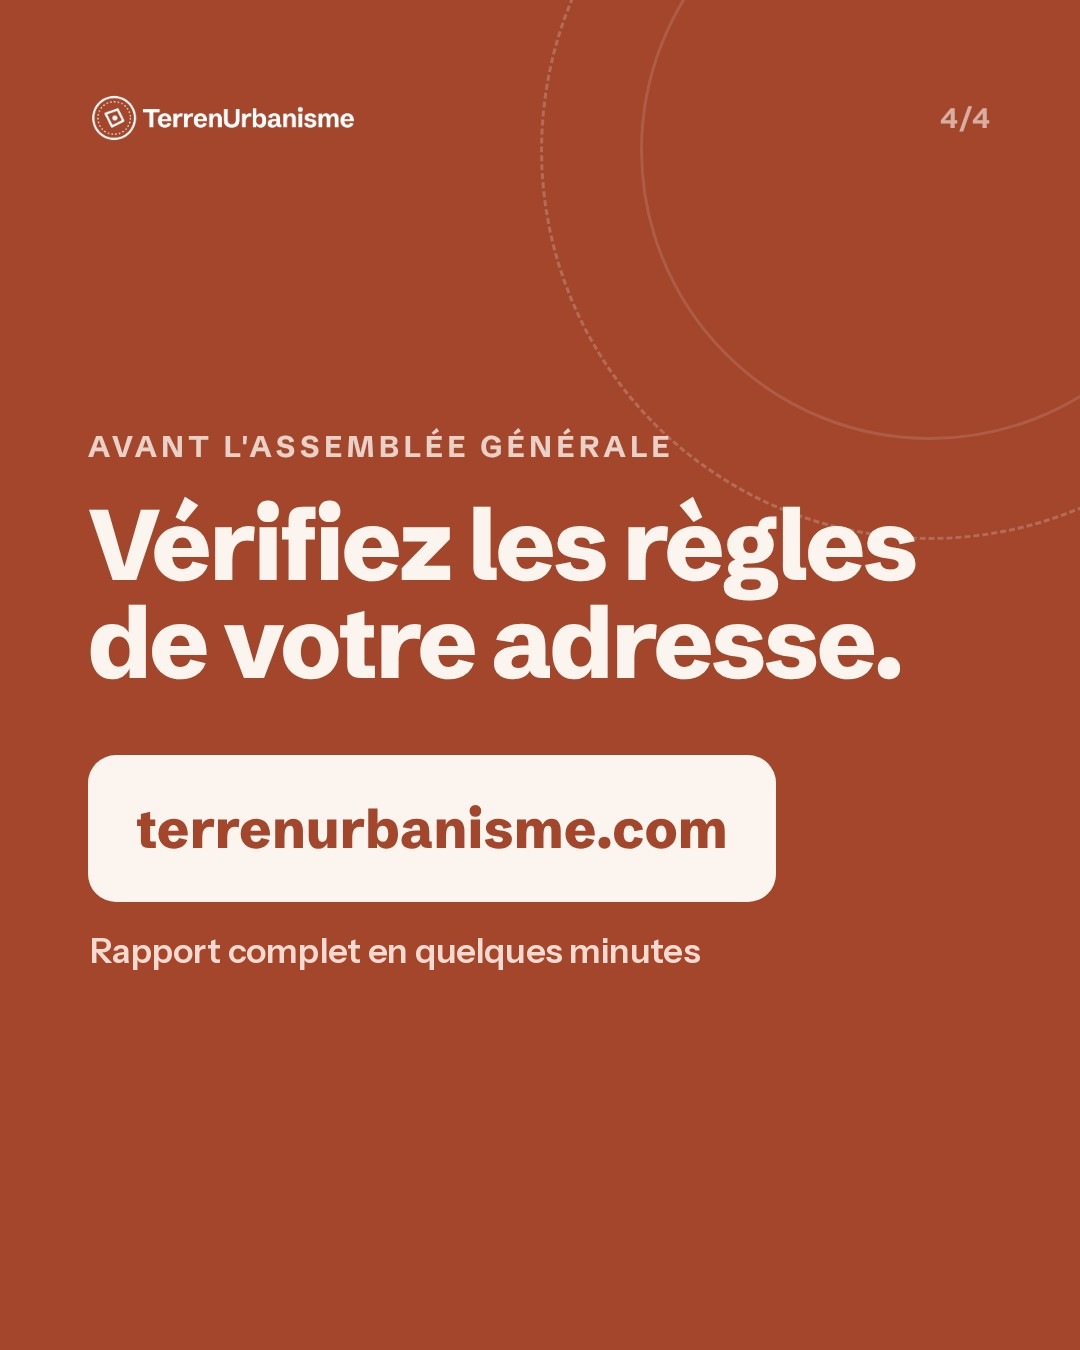 TerrenUrbanisme
4/4
AVANT L'ASSEMBLÉE GÉNÉRALE
Vérifiez les règles
de votre adresse.
terrenurbanisme.com
Rapport complet en quelques minutes